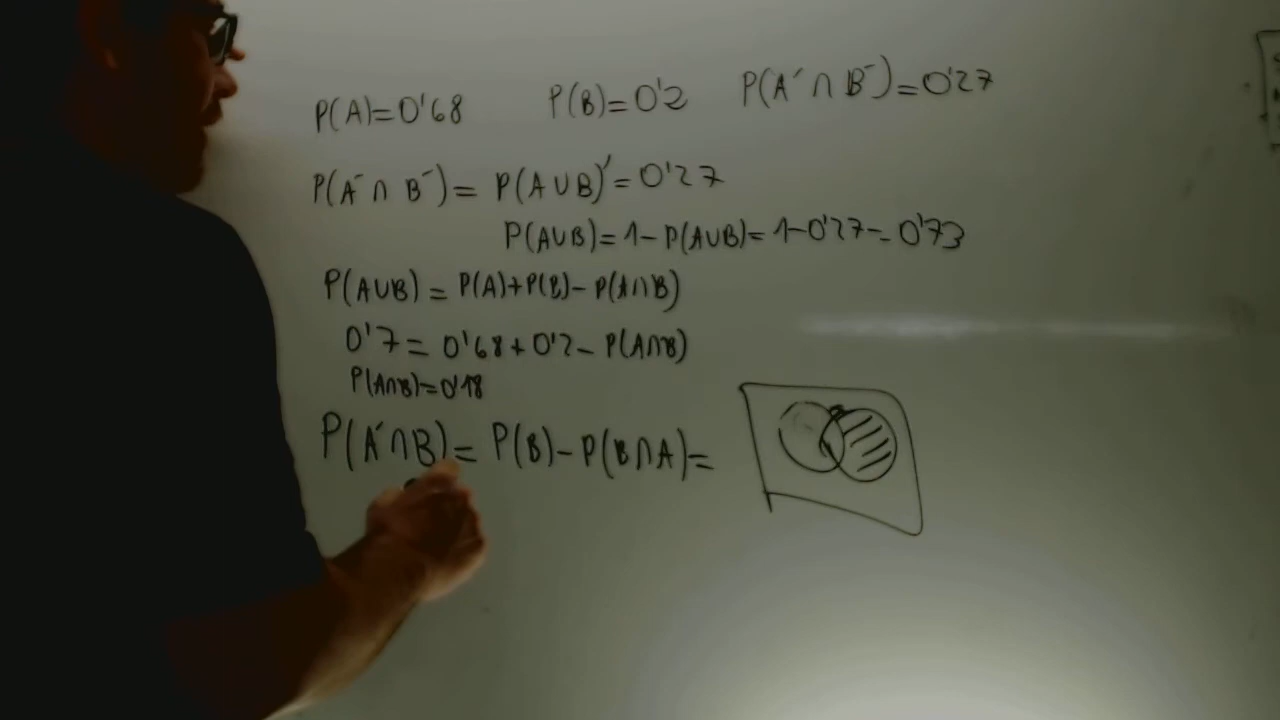 P(A)=0'68 P(B)=0'2 P(A⁻∩B⁻)=0'27
P(A⁻∩B⁻)= P(A∪B)'=0'27
P(A∪B)=1-P(A∪B)=1-0'27=0'73
P(A∪B)=P(A)+P(B)-P(A∩B)
0'7=0'68+0'2-P(A∩B)
P(A∩B)=0'18
P(A⁻∩B)=P(B)-P(B∩A)=